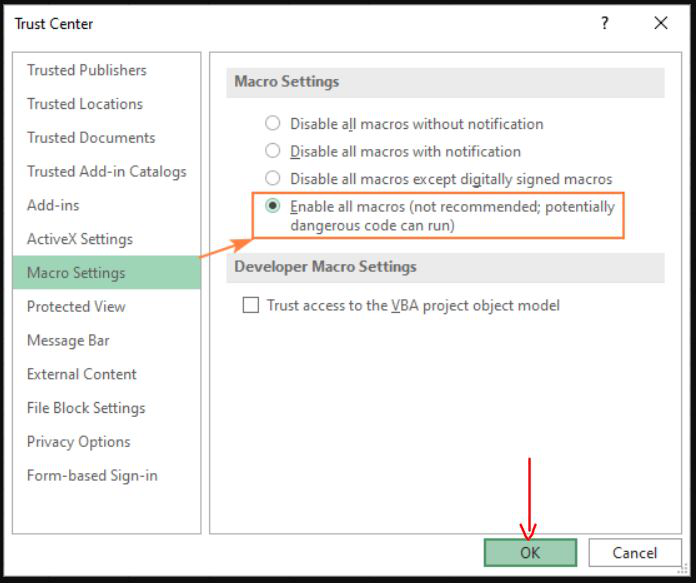 Trust Center
?
Trusted Publishers
Trusted Locations
Trusted Documents
Trusted Add-in Catalogs
Add-ins
ActiveX Settings
Macro Settings
Protected View
Message Bar
External Content
File Block Settings
Privacy Options
Form-based Sign-in
Macro Settings
Disable all macros without notification
Disable all macros with notification
Disable all macros except digitally signed macros
Enable all macros (not recommended; potentially
dangerous code can run)
Developer Macro Settings
Trust access to the VBA project object model
OK
Cancel